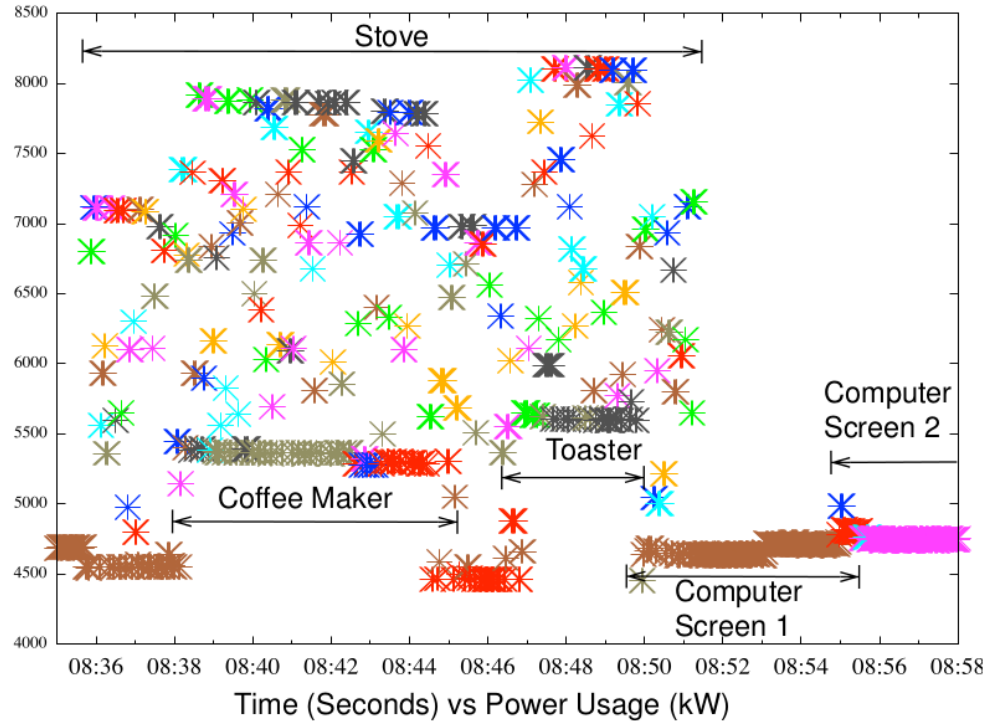 8500
Stove
8000
7500
7000
6500
6000
Computer
Screen 2
5500
Toaster
5000
Coffee Maker
4500
Computer
Screen 1
4000
08:36 08:38 08:40 08:42 08:44 08:46 08:48 08:50 08:52 08:54 08:56 08:58
Time (Seconds) vs Power Usage (kW)